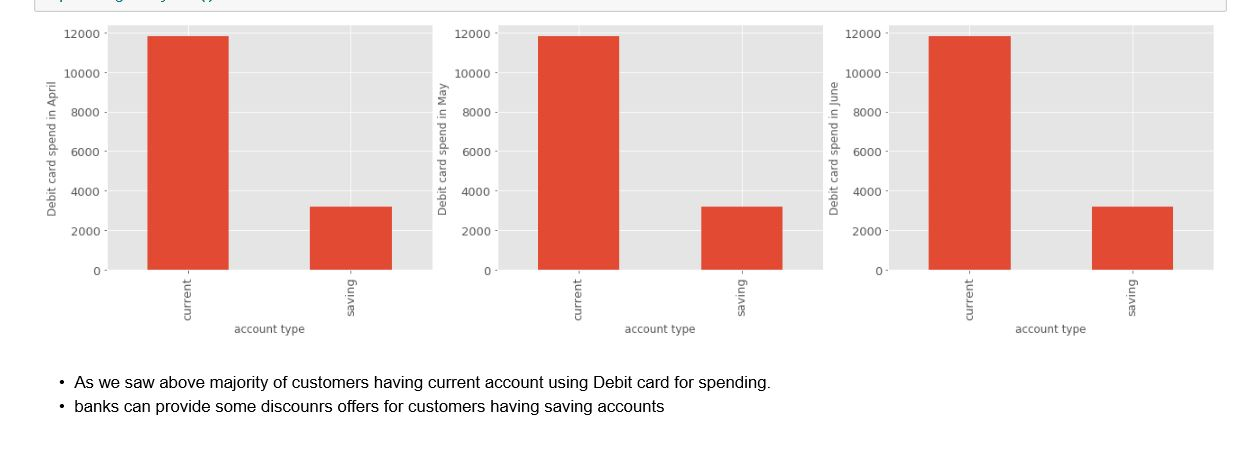 12000
10000
8000
6000
4000
2000
0
Debit card spend in April
current
saving
account type
12000
10000
8000
6000
4000
2000
0
Debit card spend in May
current
saving
account type
12000
10000
8000
6000
4000
2000
0
Debit card spend in June
current
saving
account type
• As we saw above majority of customers having current account using Debit card for spending.
• banks can provide some discounrs offers for customers having saving accounts